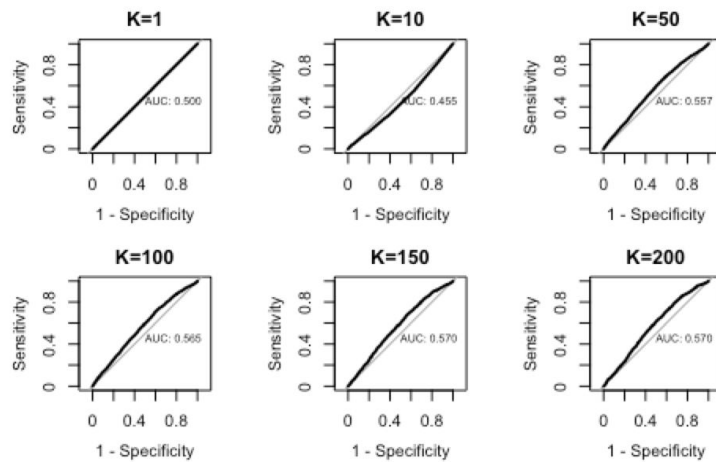 K=1
Sensitivity
0 0.4 0.8
AUC: 0.500
0 0.4 0.8
1 - Specificity
K=10
Sensitivity
0 0.4 0.8
AUC: 0.455
0 0.4 0.8
1 - Specificity
K=50
Sensitivity
0 0.4 0.8
AUC: 0.557
0 0.4 0.8
1 - Specificity
K=100
Sensitivity
0 0.4 0.8
AUC: 0.565
0 0.4 0.8
1 - Specificity
K=150
Sensitivity
0 0.4 0.8
AUC: 0.570
0 0.4 0.8
1 - Specificity
K=200
Sensitivity
0 0.4 0.8
AUC: 0.570
0 0.4 0.8
1 - Specificity